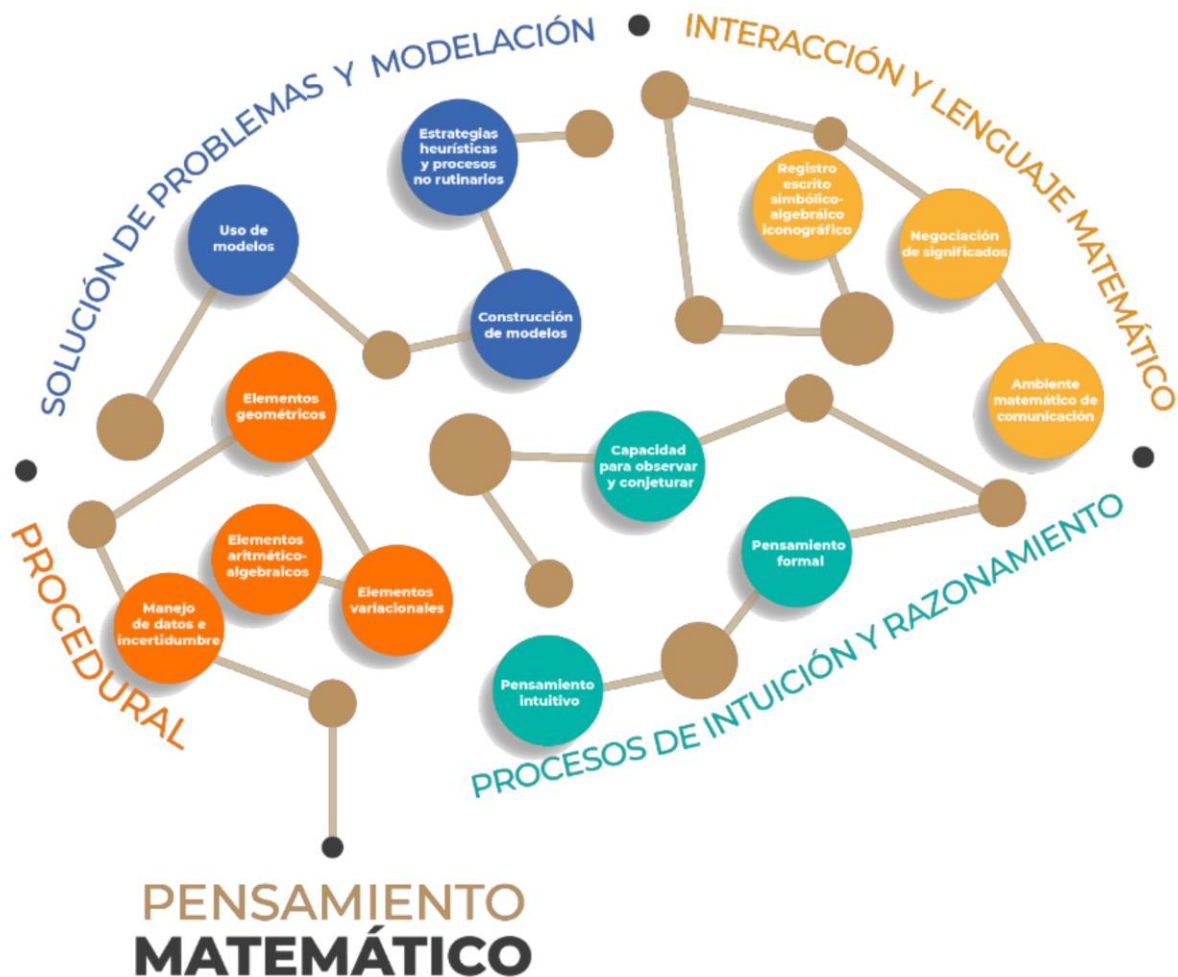 SOLUCIÓN DE PROBLEMAS Y MODELACIÓN
Estrategias
heurísticas
y procesos
no rutinarios
Uso de
modelos
Construcción
de modelos
INTERACCIÓN Y LENGUAJE MATEMÁTICO
Registro
escrito
simbólico-
algebráico
iconográfico
Negociación
de significados
Ambiente
matemático de
comunicación
PROCEDURAL
Elementos
geométricos
Elementos
aritmético-
algebraicos
Elementos
variacionales
Manejo
de datos e
incertidumbre
PROCESOS DE INTUICIÓN Y RAZONAMIENTO
Capacidad
para observar
y conjeturar
Pensamiento
formal
Pensamiento
intuitivo
PENSAMIENTO
MATEMÁTICO